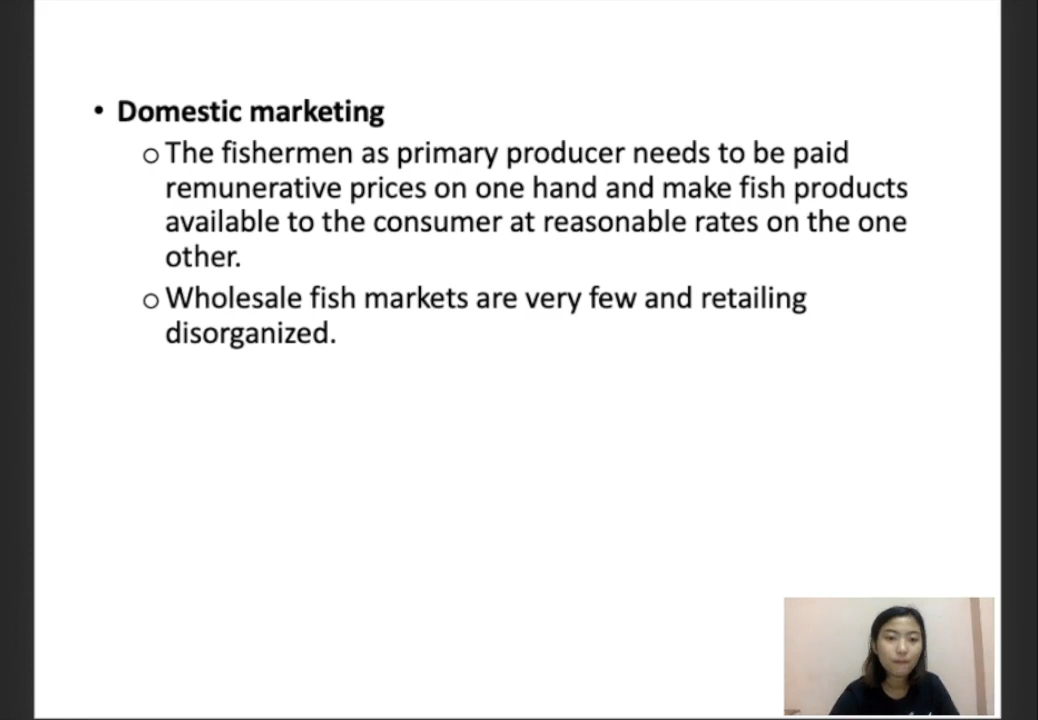 • Domestic marketing
o The fishermen as primary producer needs to be paid
remunerative prices on one hand and make fish products
available to the consumer at reasonable rates on the one
other.
o Wholesale fish markets are very few and retailing
disorganized.